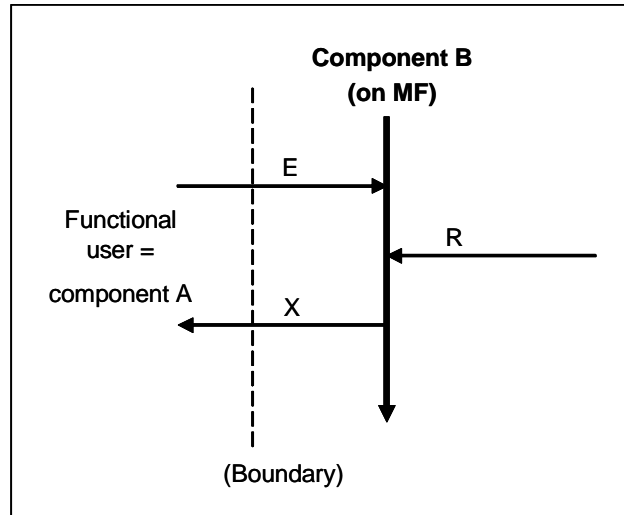 Component B
(on MF)
E
Functional
user =
component A
R
X
(Boundary)